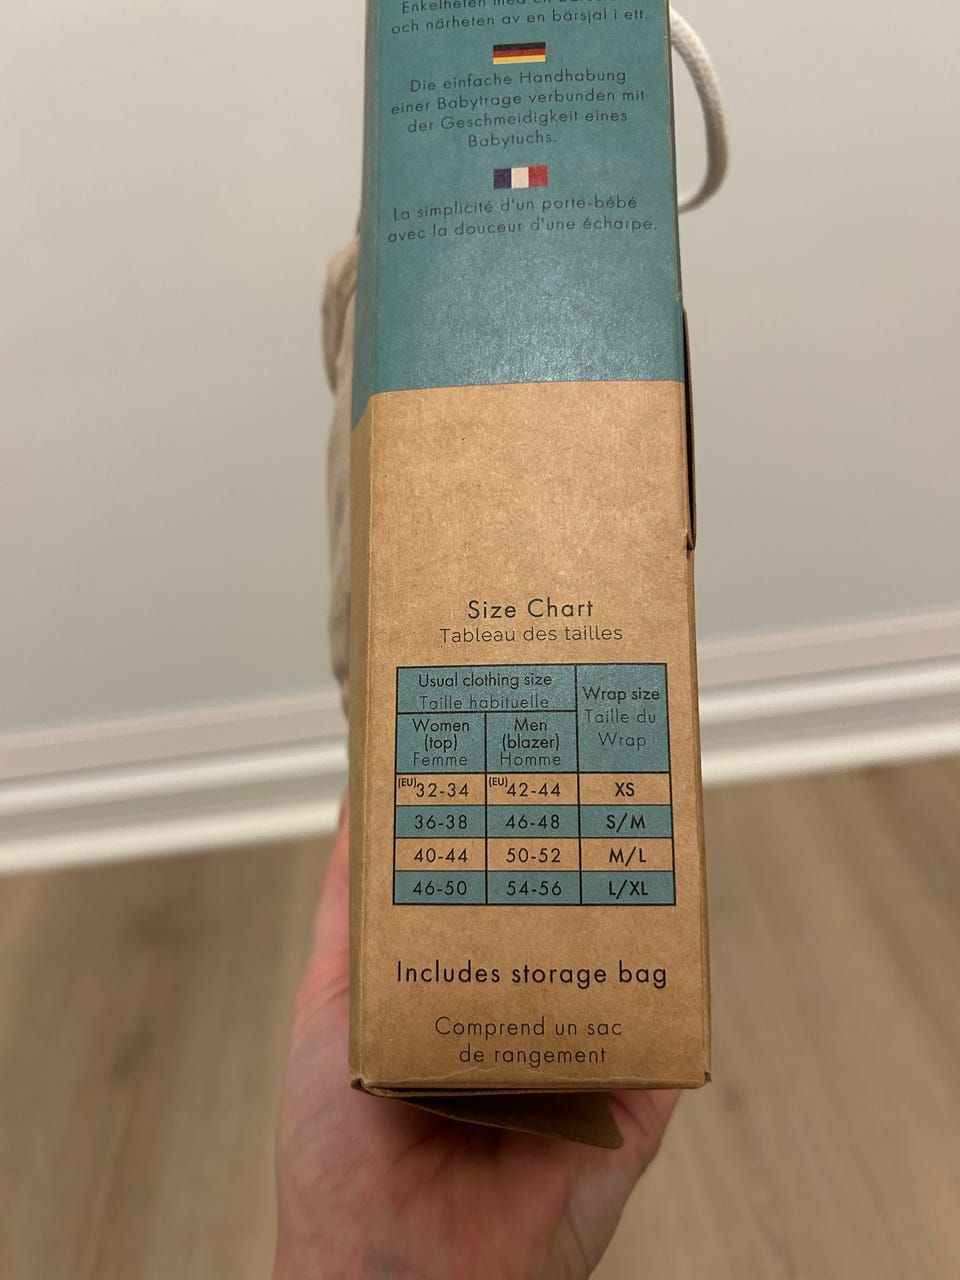 Enkelheten med en
och närheten av en bärsjal i ett.
Die einfache Handhabung
einer Babytrage verbunden mit
der Geschmeidigkeit eines
Babytuchs.
La simplicité d'un porte-bébé
avec la douceur d'une écharpe.
Size Chart
Tableau des tailles
Usual clothing size
Taille habituelle
Wrap size
Taille du
Wrap
Women
(top)
Femme
Men
(blazer)
Homme
(EU)32-34 (EU)42-44 XS
36-38 46-48 S/M
40-44 50-52 M/L
46-50 54-56 L/XL
Includes storage bag
Comprend un sac
de rangement